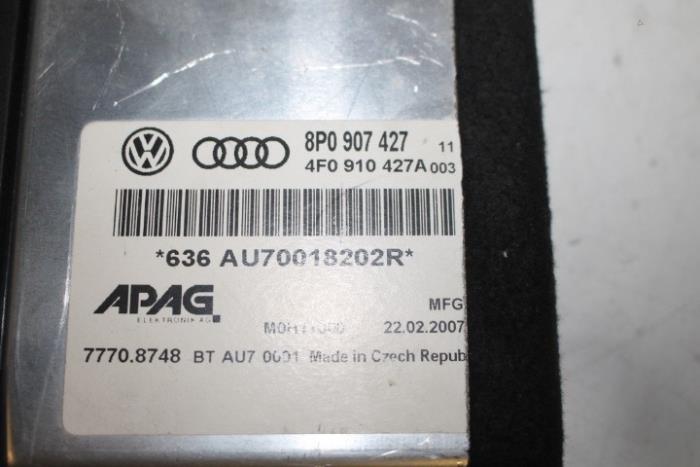 8P0 907 427 11
4F0 910 427A 003
*636 AU70018202R*
APAG
ELEKTRONIK AG
MFG
22.02.2007
7770.8748 BT AU7 0001 Made in Czech Repub